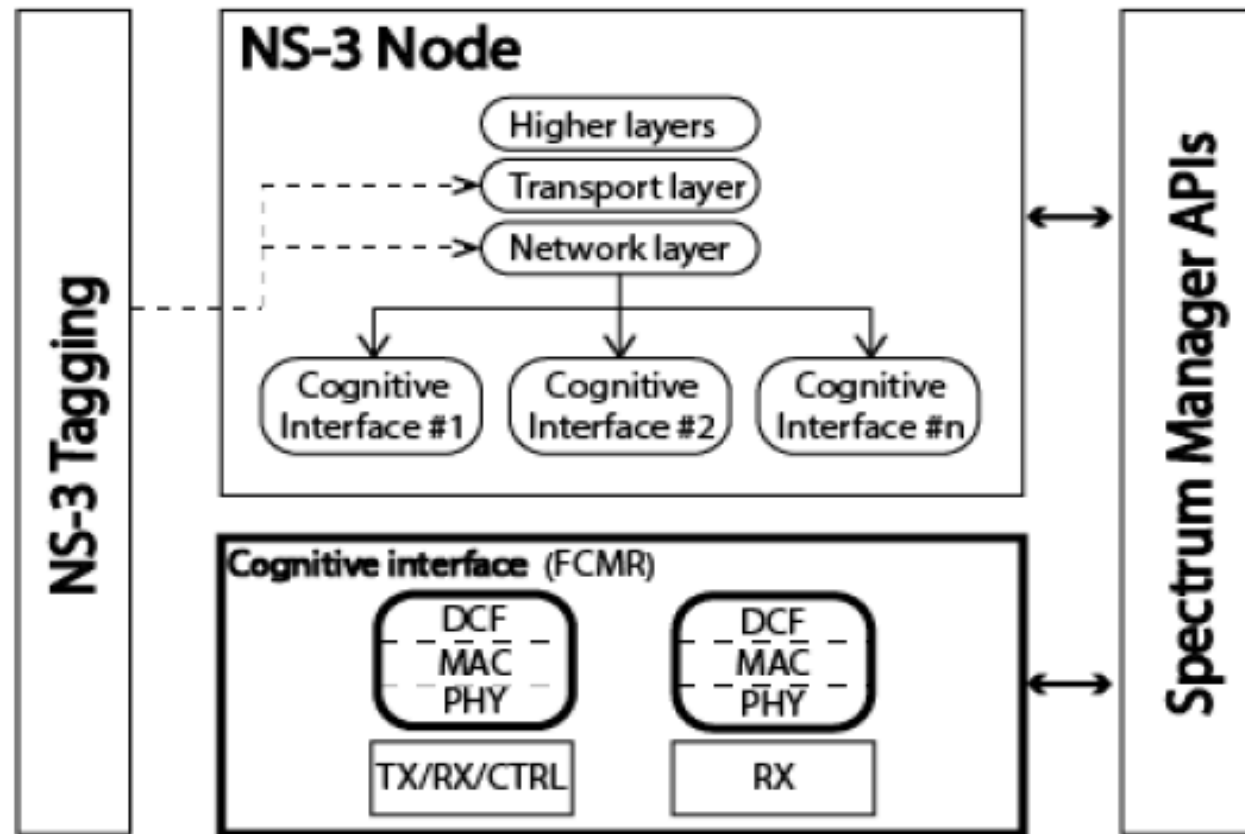 NS-3 Tagging
NS-3 Node
Higher layers
Transport layer
Network layer
Cognitive
Interface #1
Cognitive
Interface #2
Cognitive
Interface #n
Cognitive interface (FCMR)
DCF
MAC
PHY
TX/RX/CTRL
DCF
MAC
PHY
RX
Spectrum Manager APIs